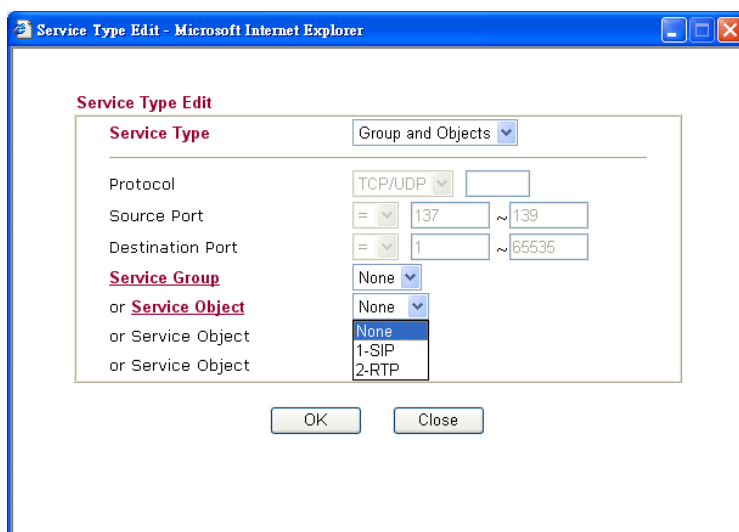 Service Type Edit - Microsoft Internet Explorer
Service Type Edit
Service Type Group and Objects
Protocol TCP/UDP
Source Port = 137 ~ 139
Destination Port = 1 ~ 65535
Service Group None
or Service Object None
or Service Object None
1-SIP
or Service Object 2-RTP
OK Close